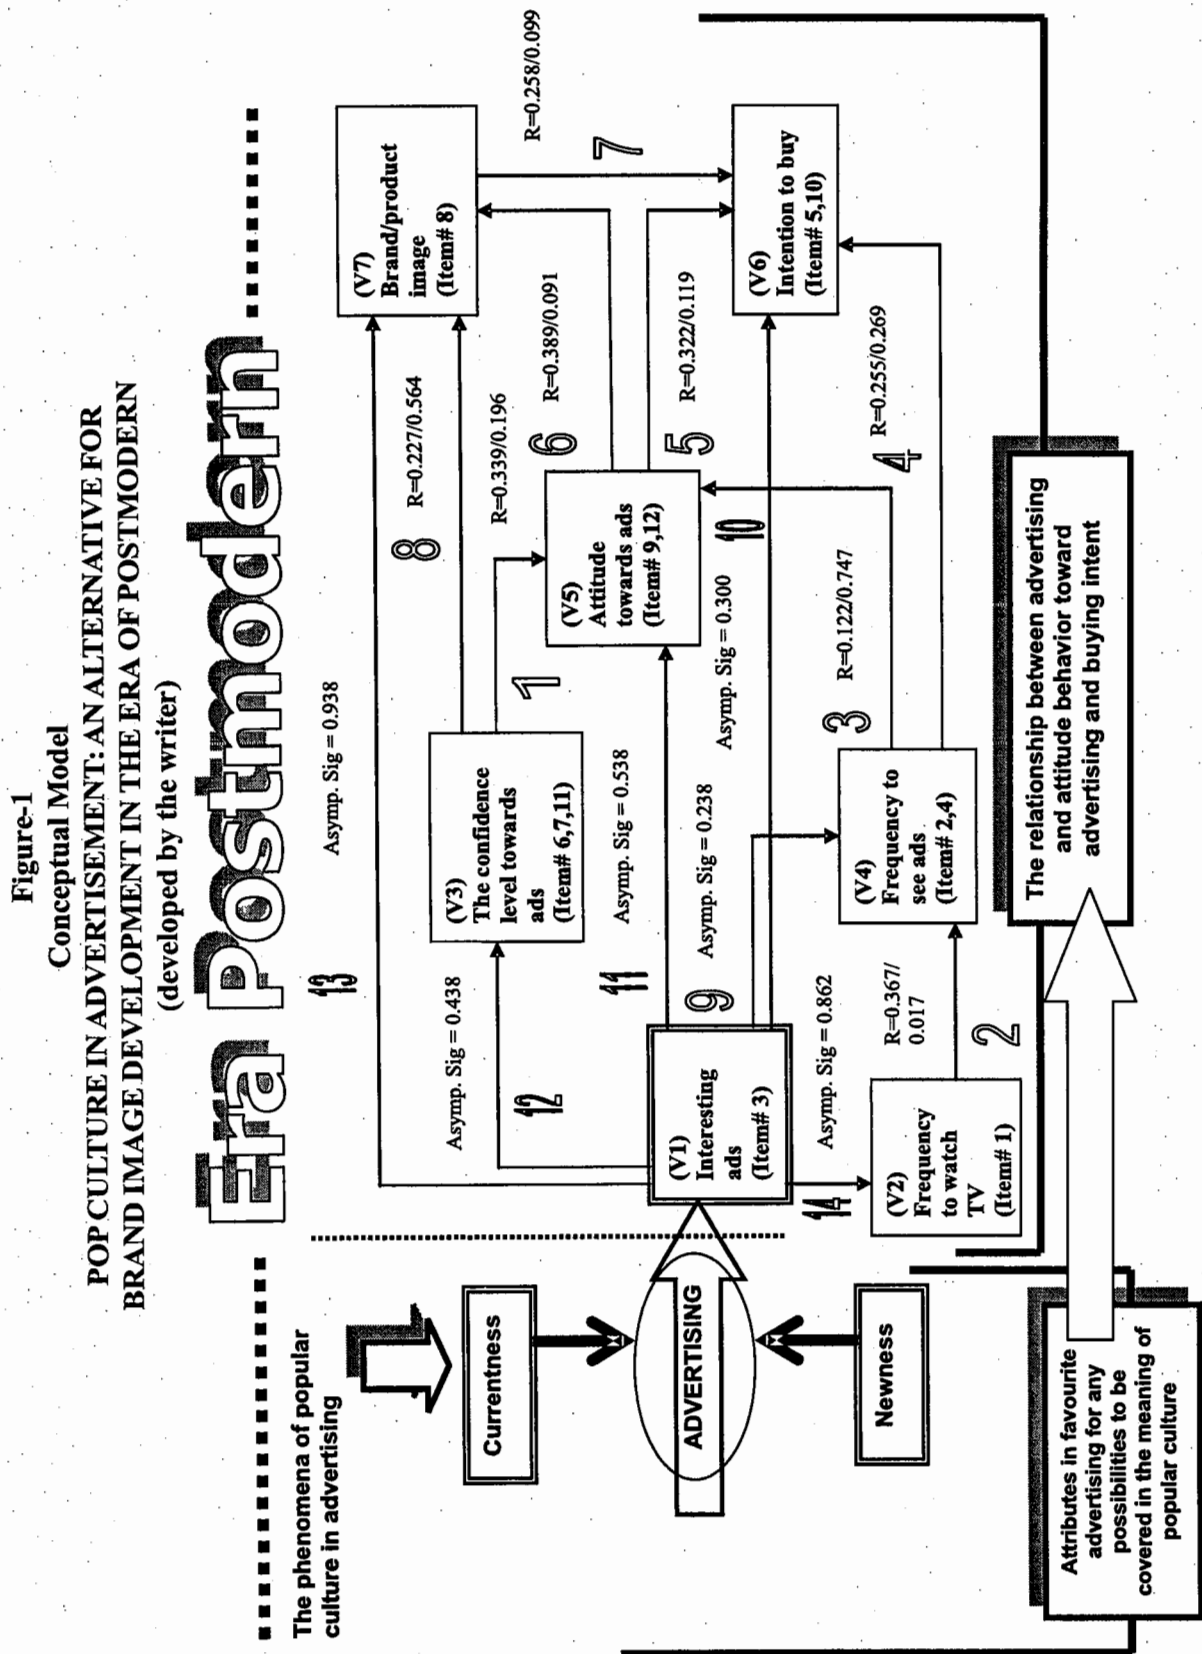 Figure-1
Conceptual Model
POP CULTURE IN ADVERTISEMENT: AN ALTERNATIVE FOR
BRAND IMAGE DEVELOPMENT IN THE ERA OF POSTMODERN
(developed by the writer)
Era Postmodern
The phenomena of popular
culture in advertising
Currentness
ADVERTISING
Newness
Attributes in favourite
advertising for any
possibilities to be
covered in the meaning of
popular culture
13
Asymp. Sig = 0.938
Asymp. Sig = 0.438
12
(V1)
Interesting
ads
(Item# 3)
14
Asymp. Sig = 0.862
(V2)
Frequency
to watch
TV
(Item# 1)
R=0.367/
0.017
2
(V3)
The confidence
level towards
ads
(Item# 6,7,11)
11
Asymp. Sig = 0.538
9
Asymp. Sig = 0.238
10
Asymp. Sig = 0.300
(V4)
Frequency to
see ads
(Item# 2,4)
8
R=0.227/0.564
1
R=0.339/0.196
(V5)
Attitude
towards ads
(Item# 9,12)
3
R=0.122/0.747
6
R=0.389/0.091
5
R=0.322/0.119
4
R=0.255/0.269
(V7)
Brand/product
image
(Item# 8)
7
R=0.258/0.099
(V6)
Intention to buy
(Item# 5,10)
The relationship between advertising
and attitude behavior toward
advertising and buying intent